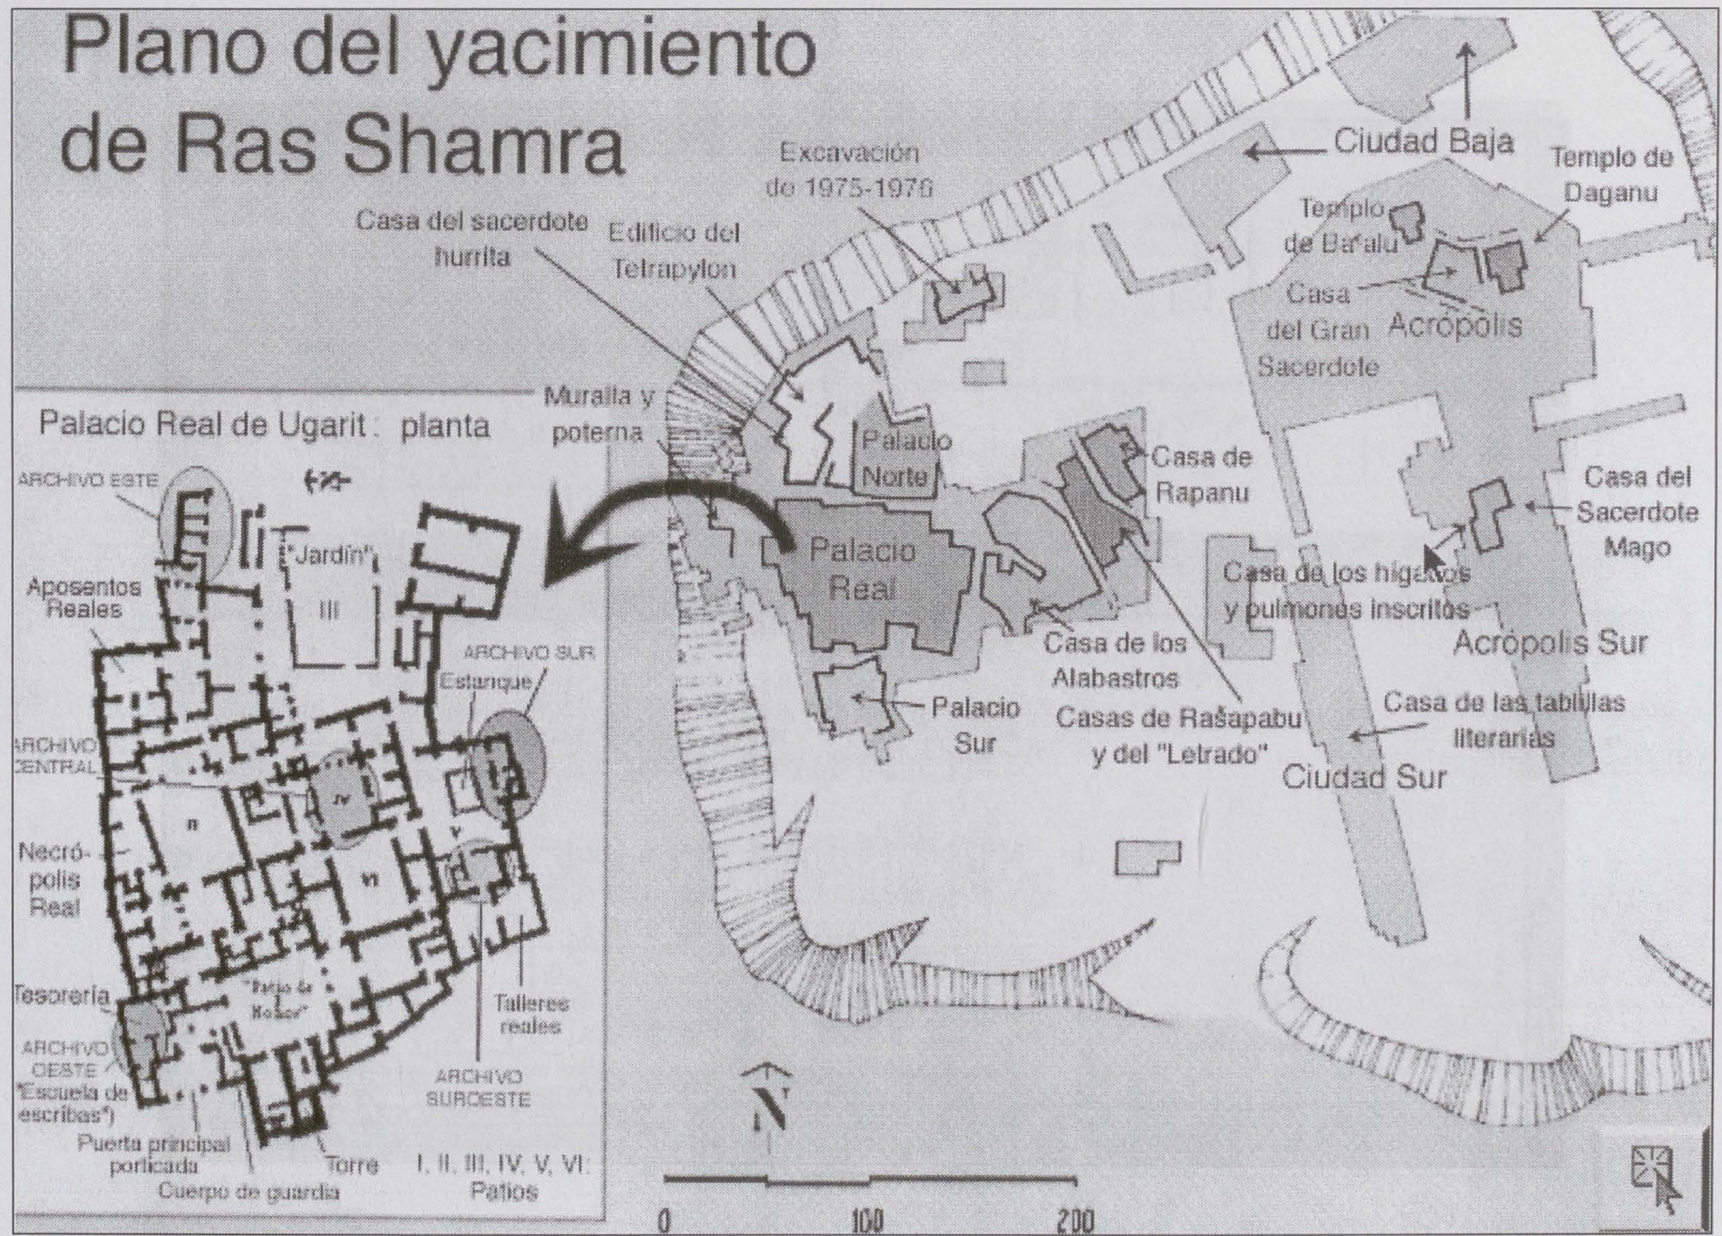 Plano del yacimiento
de Ras Shamra
Excavación
de 1975-1976
Casa del sacerdote
hurrita
Edificio del
Tetrapylon
Ciudad Baja
Templo de
Daganu
Templo
de Baʿalu
Casa
del Gran
Sacerdote
Acrópolis
Muralla y
poterna
Palacio
Norte
Casa de
Rapanu
Casa del
Sacerdote
Mago
Palacio
Real
Casa de los hígados
y pulmones inscritos
Acrópolis Sur
Casa de los
Alabastros
Casas de Rašapabu
y del "Letrado"
Palacio
Sur
Casa de las tablillas
literarias
Ciudad Sur
N
0 100 200
Palacio Real de Ugarit: planta
ARCHIVO ESTE
N
"Jardín"
III
Aposentos
Reales
ARCHIVO SUR
Estanque
ARCHIVO
CENTRAL
IV
II
V
VI
Necró-
polis
Real
Tesorería
"Patio de
Honor"
Talleres
reales
ARCHIVO
OESTE
"Escuela de
escribas")
ARCHIVO
SUROESTE
Puerta principal
porticada
Cuerpo de guardia
Torre
I, II, III, IV, V, VI:
Patios